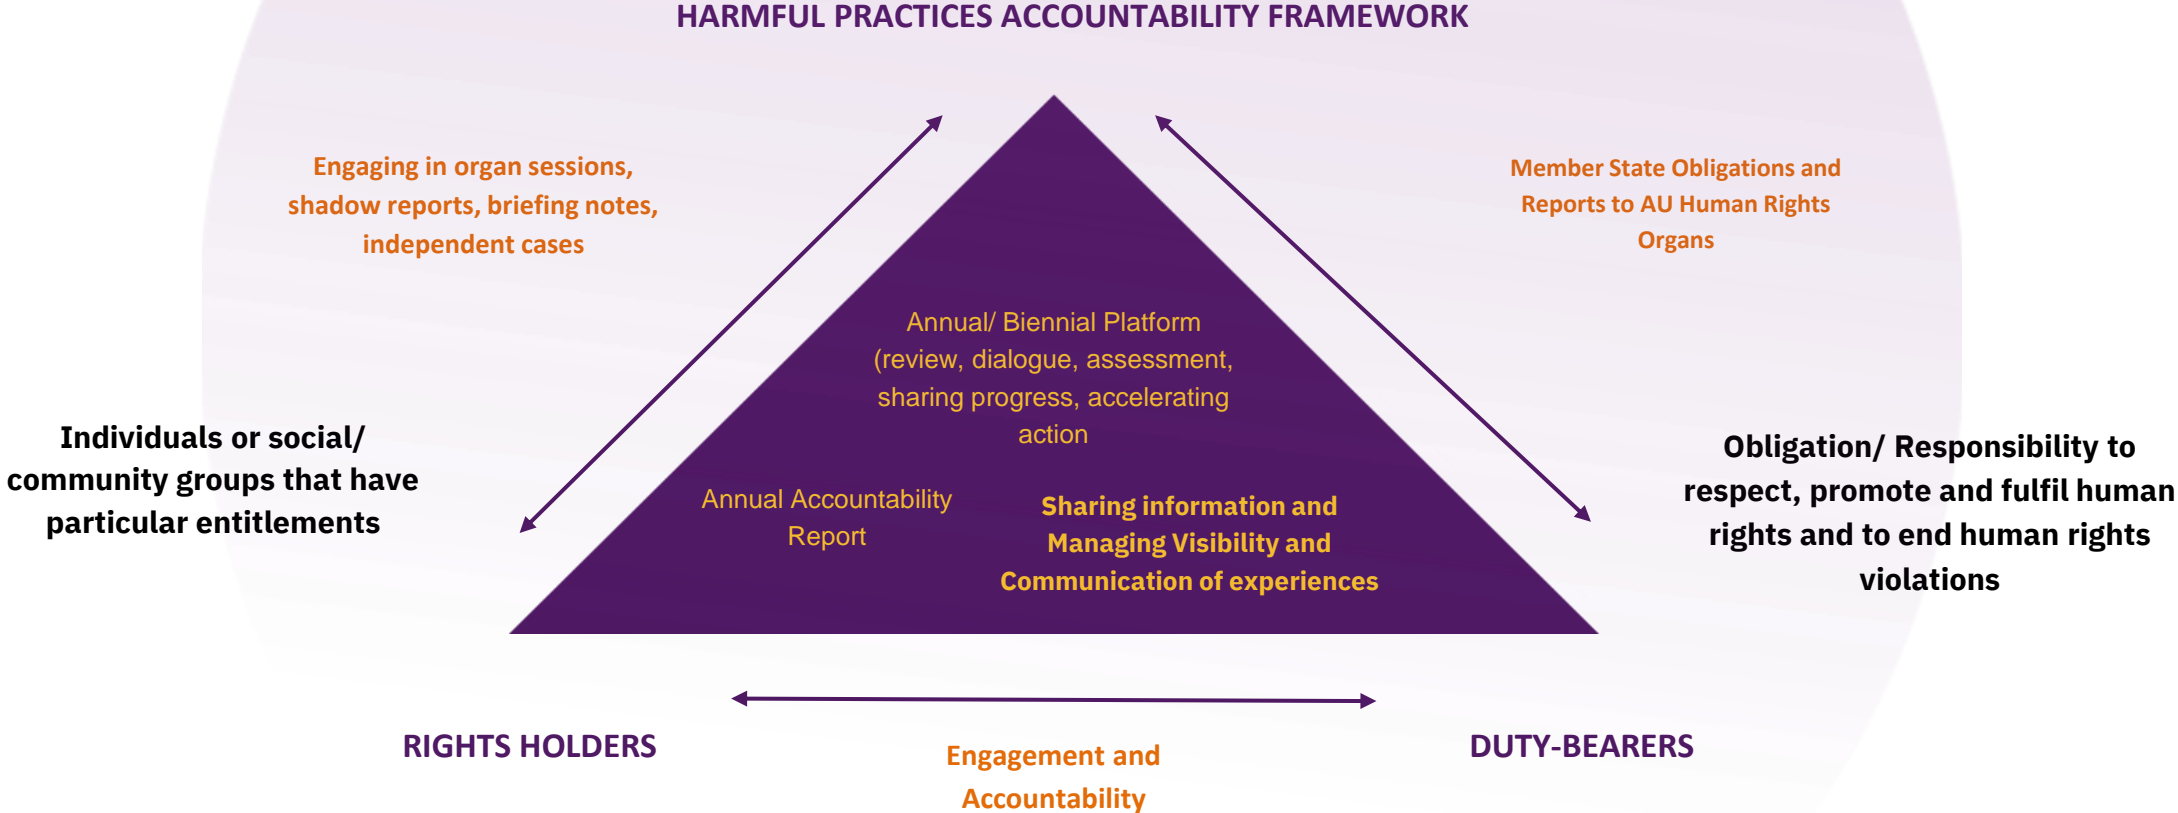 HARMFUL PRACTICES ACCOUNTABILITY FRAMEWORK
Engaging in organ sessions,
shadow reports, briefing notes,
independent cases
Member State Obligations and
Reports to AU Human Rights
Organs
Annual/ Biennial Platform
(review, dialogue, assessment,
sharing progress, accelerating
action
Individuals or social/
community groups that have
particular entitlements
Obligation/ Responsibility to
respect, promote and fulfil human
rights and to end human rights
violations
Annual Accountability
Report
Sharing information and
Managing Visibility and
Communication of experiences
RIGHTS HOLDERS
Engagement and
Accountability
DUTY-BEARERS